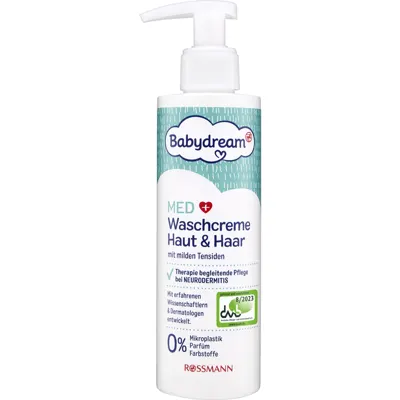 Babydream
MED
Waschcreme
Haut & Haar
mit milden Tensiden
Therapie begleitende Pflege
bei NEURODERMITIS
Mit erfahrenen
Wissenschaftlern
& Dermatologen
entwickelt.
8/2023
0%
Mikroplastik
Parfüm
Farbstoffe
ROSSMANN